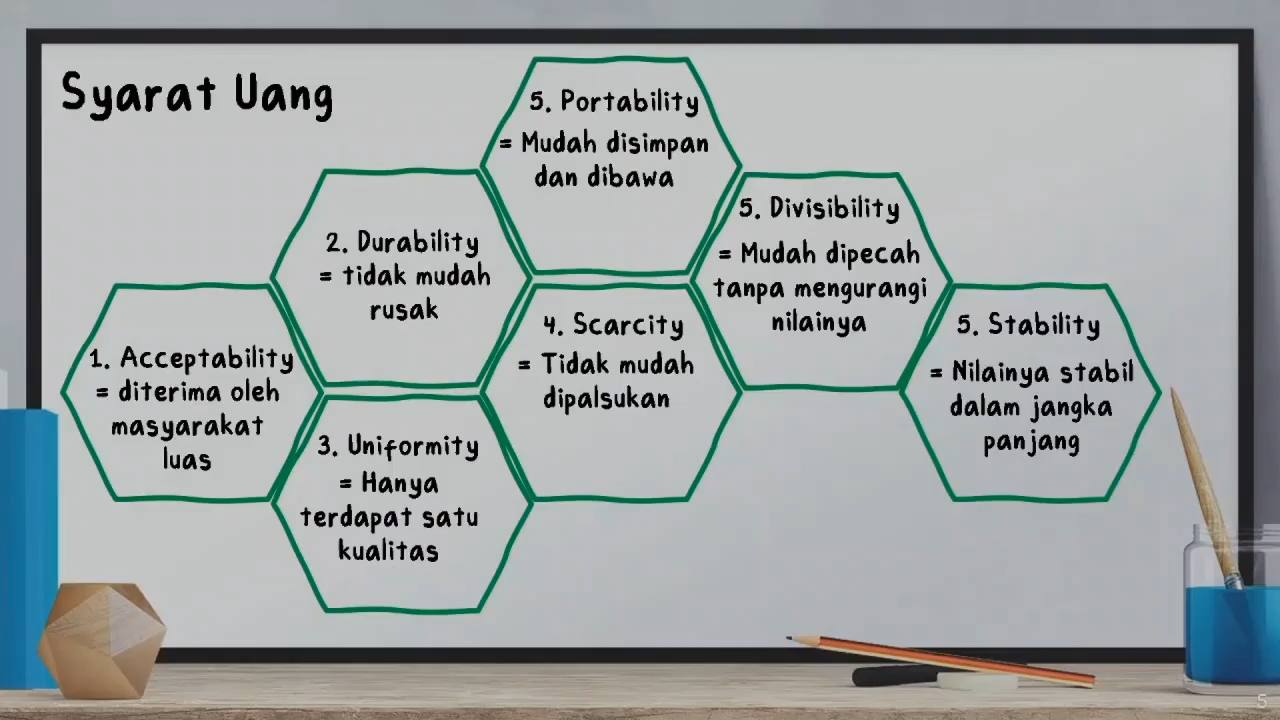 Syarat Uang
1. Acceptability
= diterima oleh
masyarakat
luas
2. Durability
= tidak mudah
rusak
3. Uniformity
= Hanya
terdapat satu
kualitas
4. Scarcity
= Tidak mudah
dipalsukan
5. Portability
= Mudah disimpan
dan dibawa
5. Divisibility
= Mudah dipecah
tanpa mengurangi
nilainya
5. Stability
= Nilainya stabil
dalam jangka
panjang
5